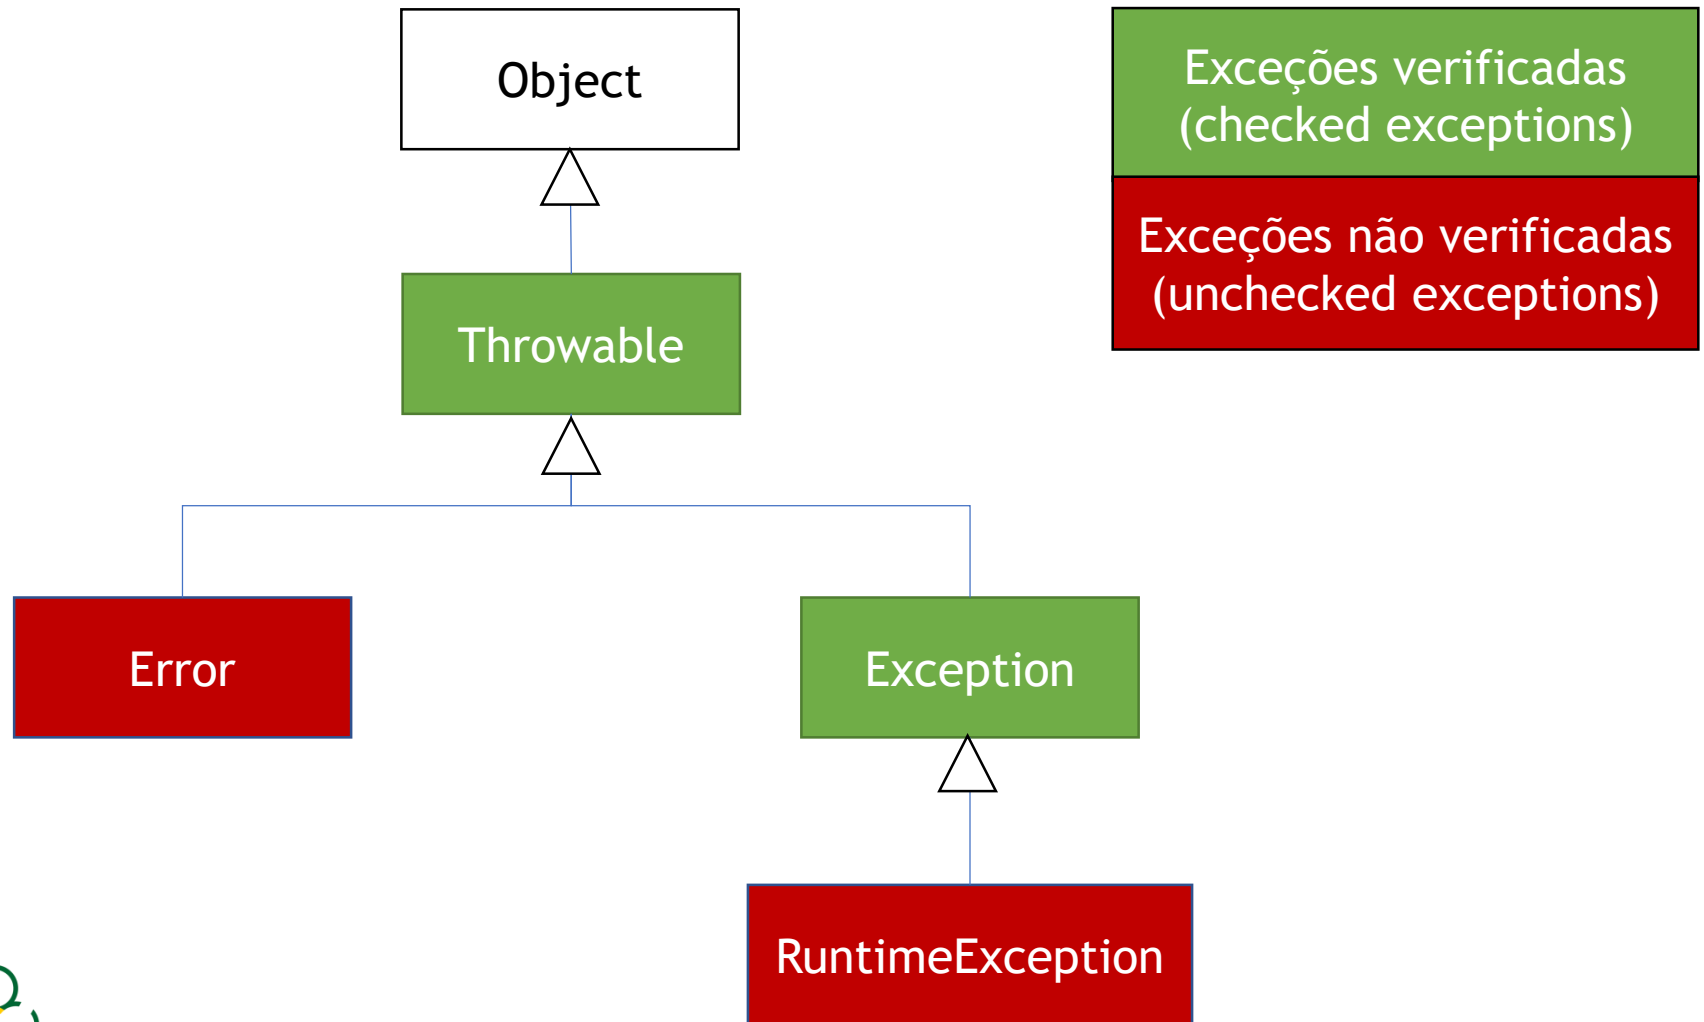 Object
Exceções verificadas
(checked exceptions)
Exceções não verificadas
(unchecked exceptions)
Throwable
Error
Exception
RuntimeException